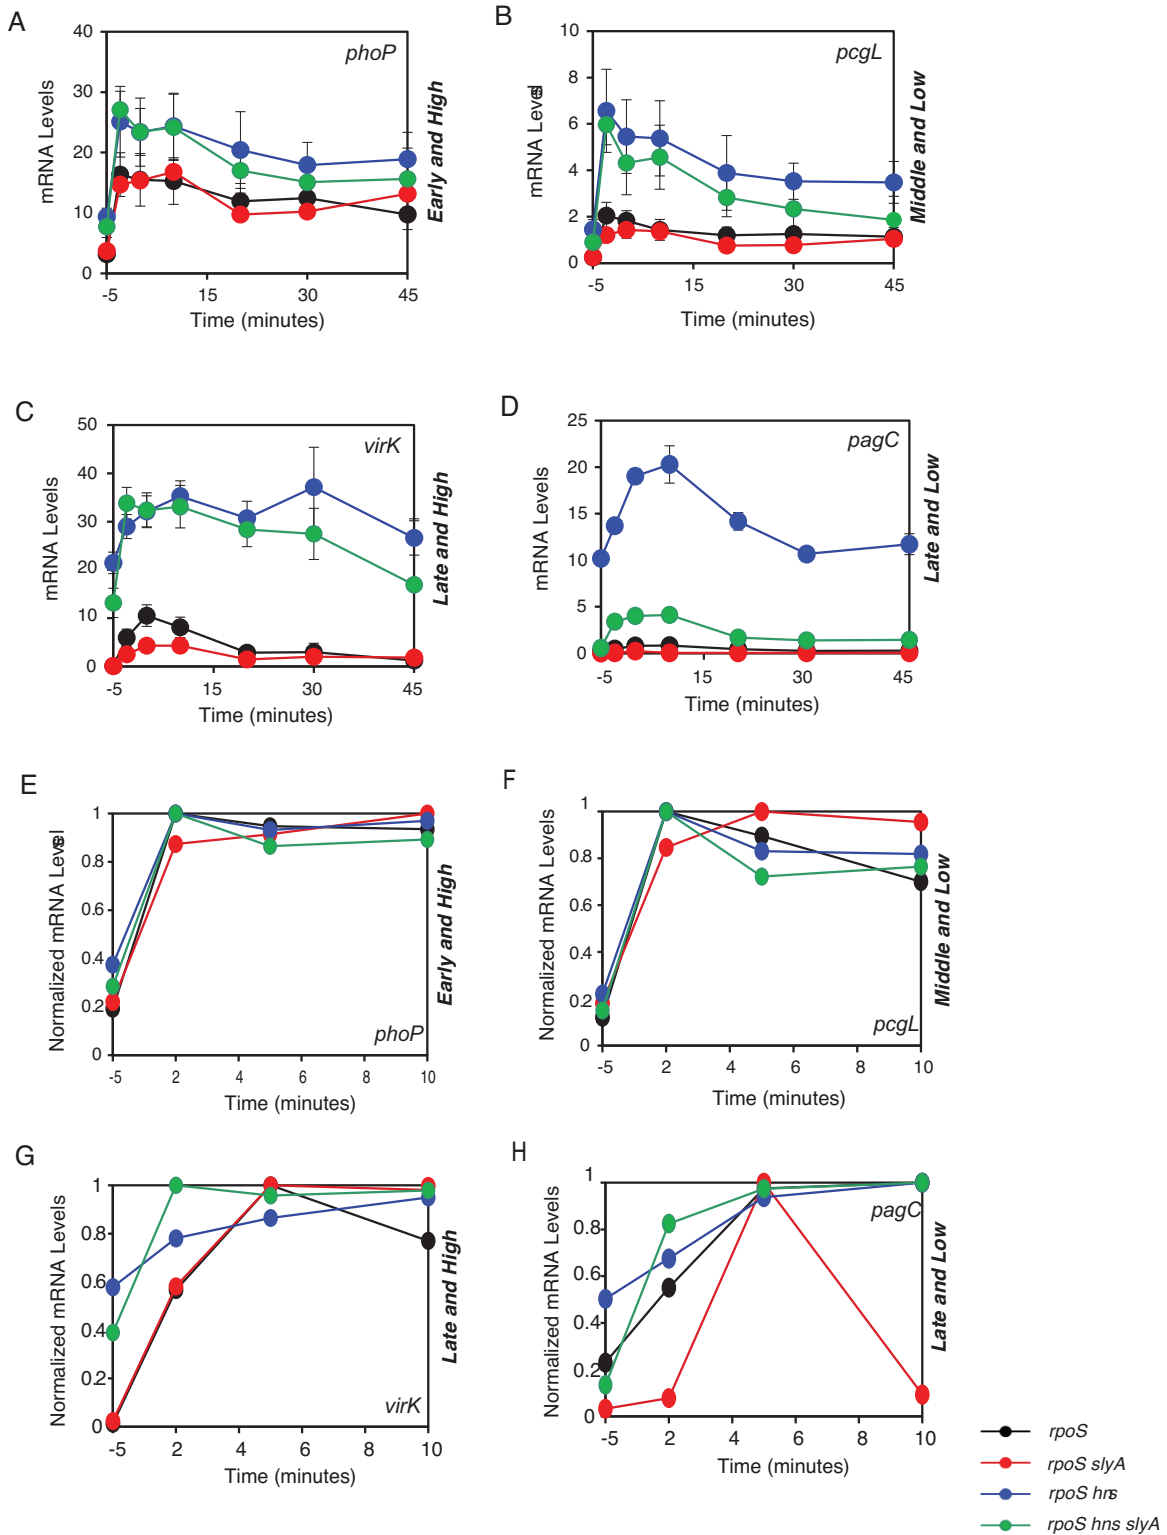 A
phoP
mRNA Levels
40
30
20
10
0
-5
15
30
45
Time (minutes)
Early and High
B
pcgL
mRNA Levels
10
8
6
4
2
0
-5
15
30
45
Time (minutes)
Middle and Low
C
virK
mRNA Levels
50
40
30
20
10
0
-5
15
30
45
Time (minutes)
Late and High
D
pagC
mRNA Levels
25
20
15
10
5
0
-5
15
30
45
Time (minutes)
Late and Low
E
phoP
Normalized mRNA Level
1
0.8
0.6
0.4
0.2
0
-5
2
4
6
8
10
Time (minutes)
Early and High
F
pcgL
Normalized mRNA Levels
1
0.8
0.6
0.4
0.2
0
-5
2
4
6
8
10
Time (minutes)
Middle and Low
G
virK
Normalized mRNA Levels
1
0.8
0.6
0.4
0.2
0
-5
2
4
6
8
10
Time (minutes)
Late and High
H
pagC
Normalized mRNA Levels
1
0.8
0.6
0.4
0.2
0
-5
2
4
6
8
10
Time (minutes)
Late and Low
rpoS
rpoS slyA
rpoS hns
rpoS hns slyA